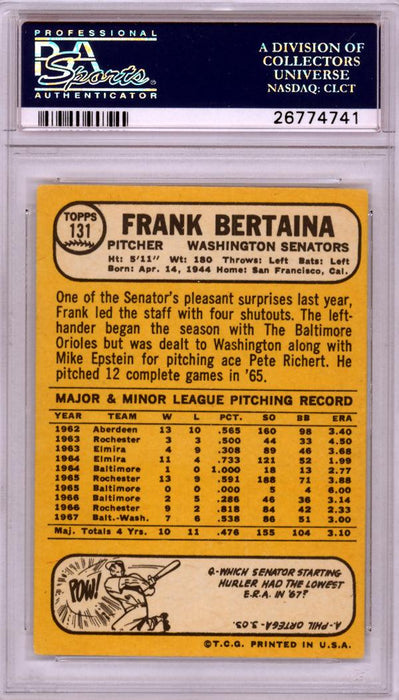 PROFESSIONAL
PSA
Sports
AUTHENTICATOR
A DIVISION OF
COLLECTORS
UNIVERSE
NASDAQ: CLCT
26774741
TOPPS
131
FRANK BERTAINA
PITCHER WASHINGTON SENATORS
Ht: 5'11" Wt: 180 Throws: Left Bats: Left
Born: Apr. 14, 1944 Home: San Francisco, Cal.
One of the Senator's pleasant surprises last year,
Frank led the staff with four shutouts. The left-
hander began the season with The Baltimore
Orioles but was dealt to Washington along with
Mike Epstein for pitching ace Pete Richert. He
pitched 12 complete games in '65.
MAJOR & MINOR LEAGUE PITCHING RECORD
YEAR TEAM W L PCT. SO BB ERA
1962 Aberdeen 13 10 .565 160 98 3.40
1963 Rochester 3 3 .500 44 33 4.50
1963 Elmira 4 9 .308 89 46 3.68
1964 Elmira 11 4 .733 121 52 1.99
1964 Baltimore 1 0 1.000 18 13 2.77
1965 Rochester 13 9 .591 188 71 3.88
1965 Baltimore 0 0 .000 5 4 6.00
1966 Baltimore 2 5 .286 46 36 3.14
1966 Rochester 9 2 .818 84 42 2.33
1967 Balt.-Wash. 7 6 .538 86 51 3.00
Maj. Totals 4 Yrs. 10 11 .476 155 104 3.10
POW!
Q-WHICH SENATOR STARTING
HURLER HAD THE LOWEST
E.R.A. IN '67?
A-PHIL ORTEGA 3.03.
©T.C.G. PRINTED IN U.S.A.